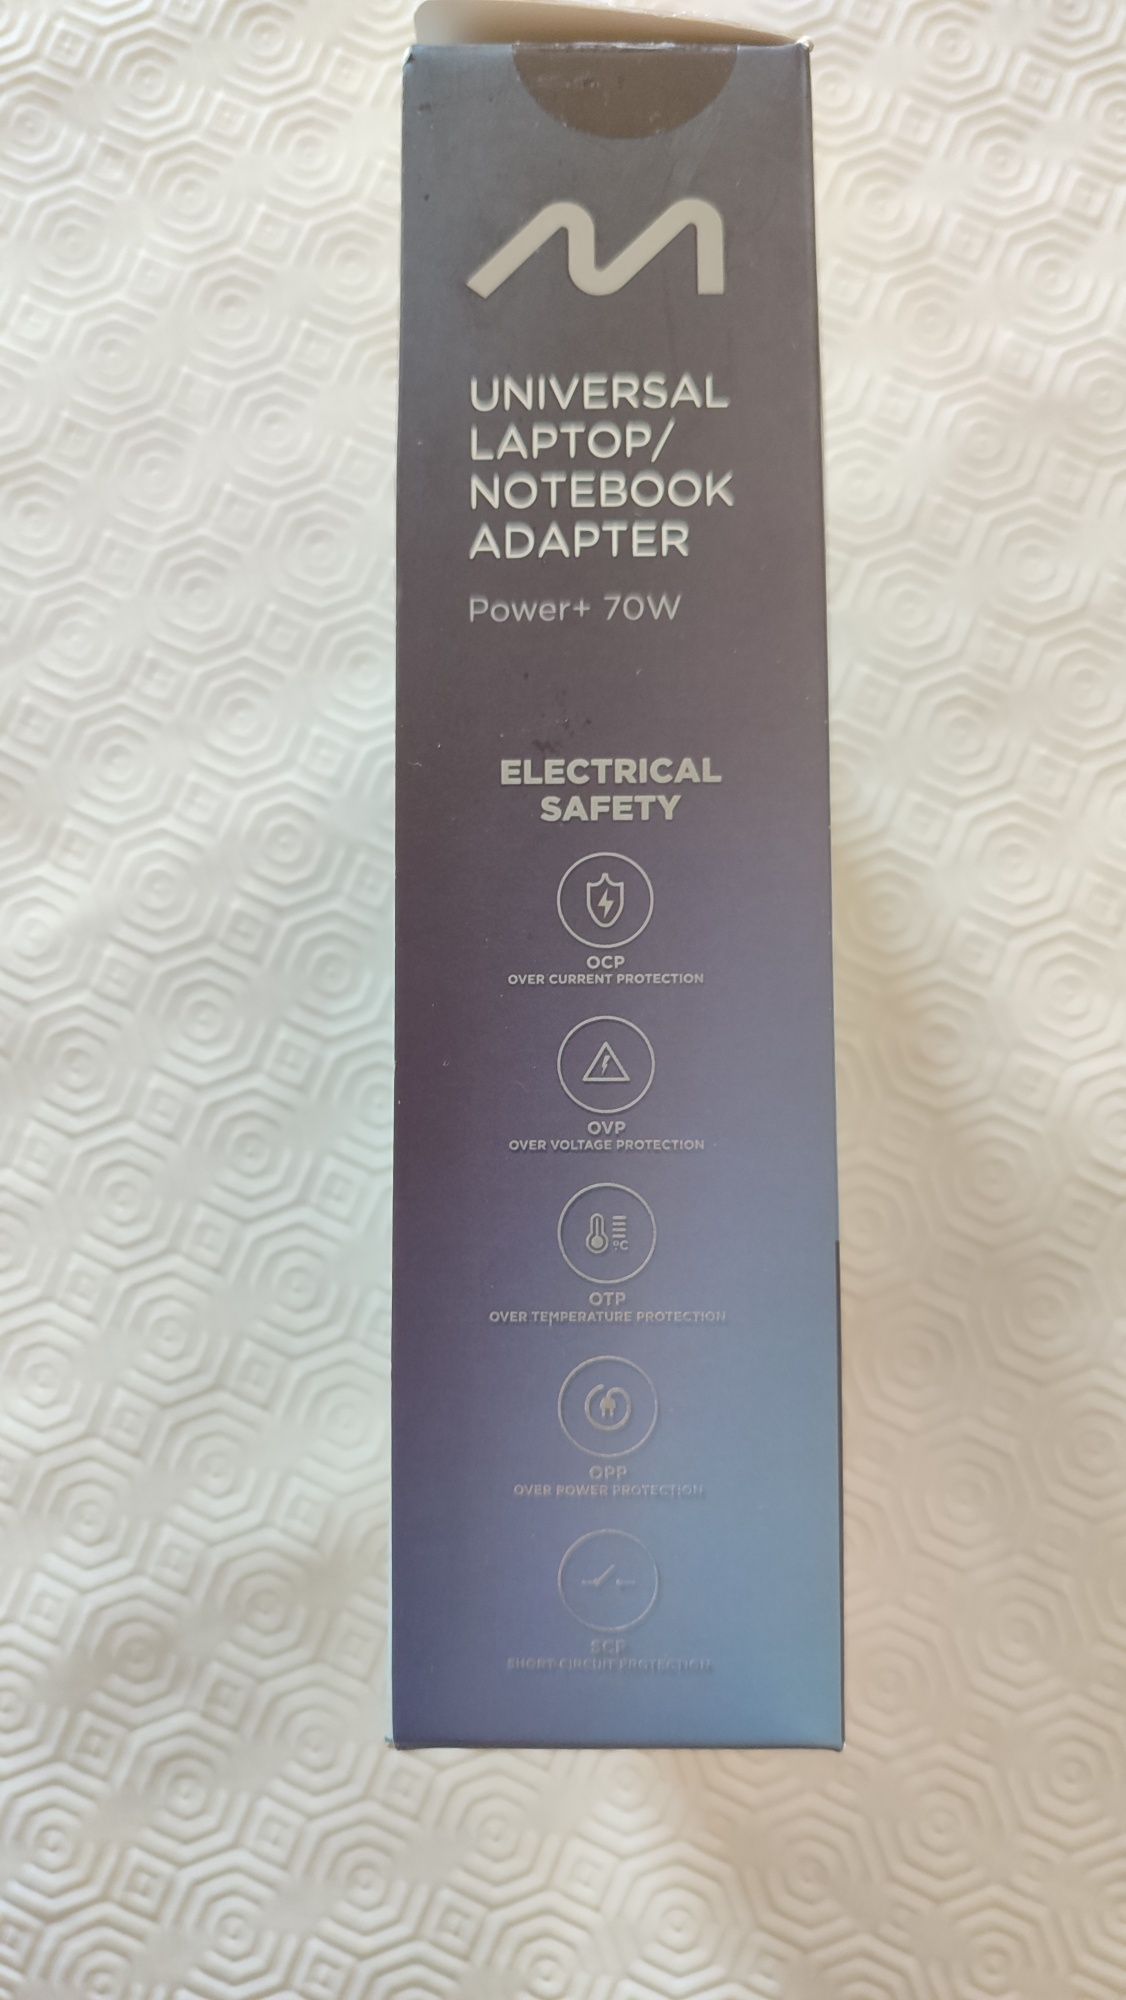 UNIVERSAL
LAPTOP/
NOTEBOOK
ADAPTER
Power+ 70W
ELECTRICAL
SAFETY
OCP
OVER CURRENT PROTECTION
OVP
OVER VOLTAGE PROTECTION
°C
OTP
OVER TEMPERATURE PROTECTION
OPP
OVER POWER PROTECTION
SCP
SHORT-CIRCUIT PROTECTION